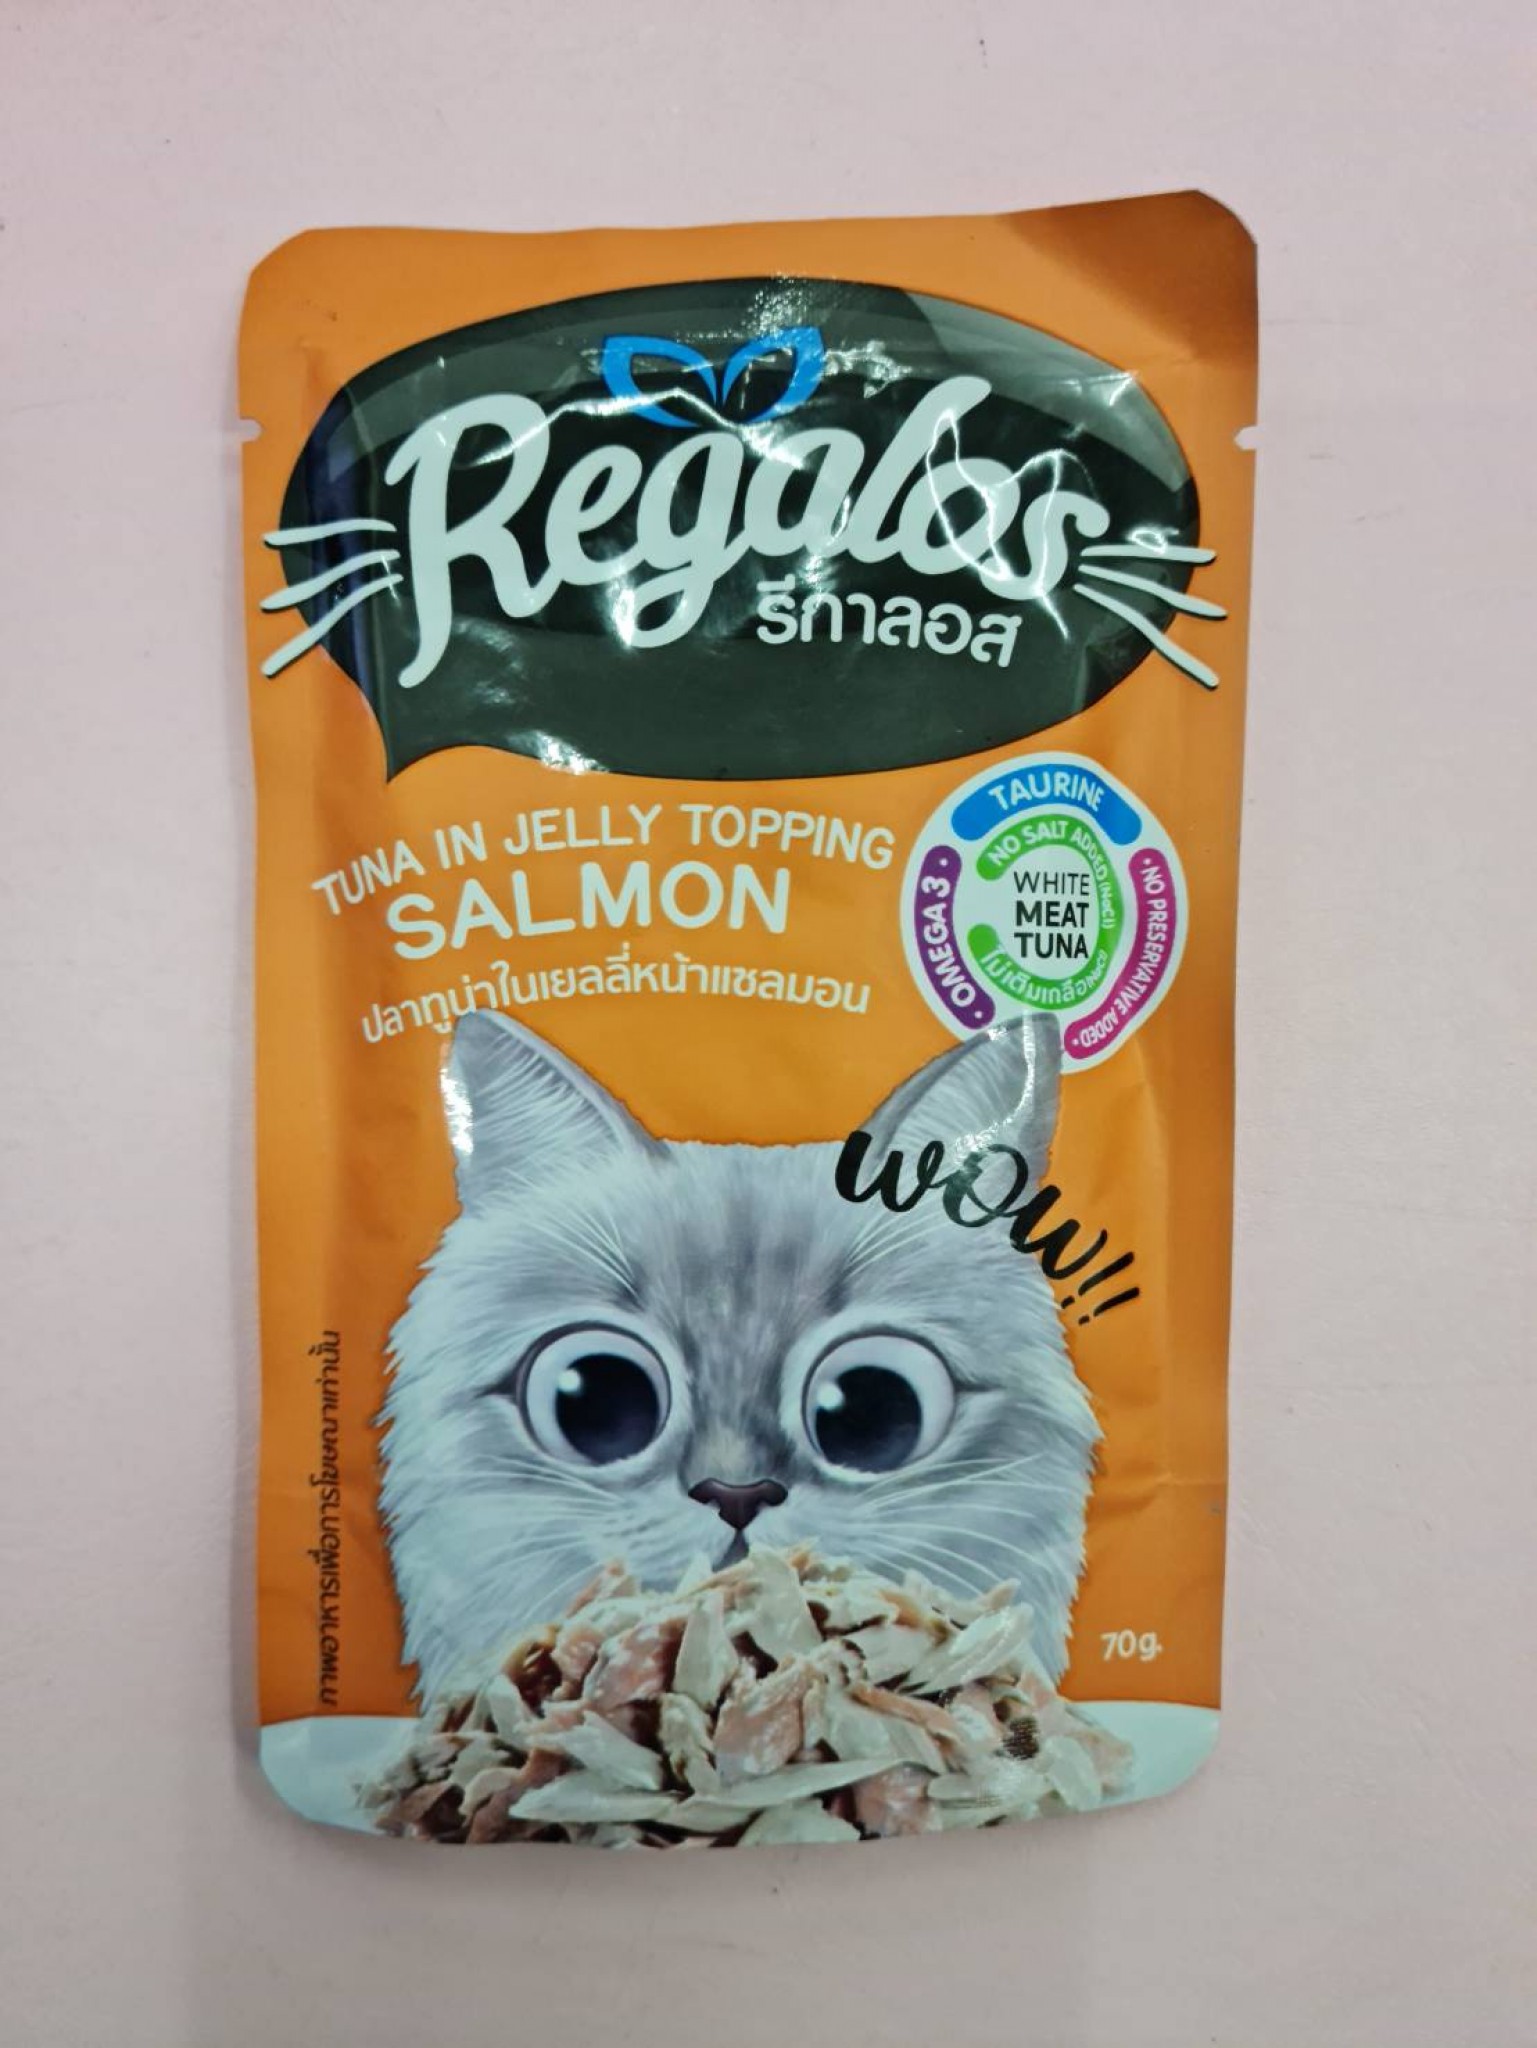 Regalos
รีกาลอส
TUNA IN JELLY TOPPING
SALMON
ปลาทูน่าในเยลลี่หน้าแซลมอน
TAURINE
NO SALT ADDED (NaCl)
OMEGA 3
WHITE
MEAT
TUNA
ไม่เติมเกลือ(NaCl)
NO PRESERVATIVE ADDED
wow!!
ภาพอาหารเพื่อการโฆษณาเท่านั้น
70g.